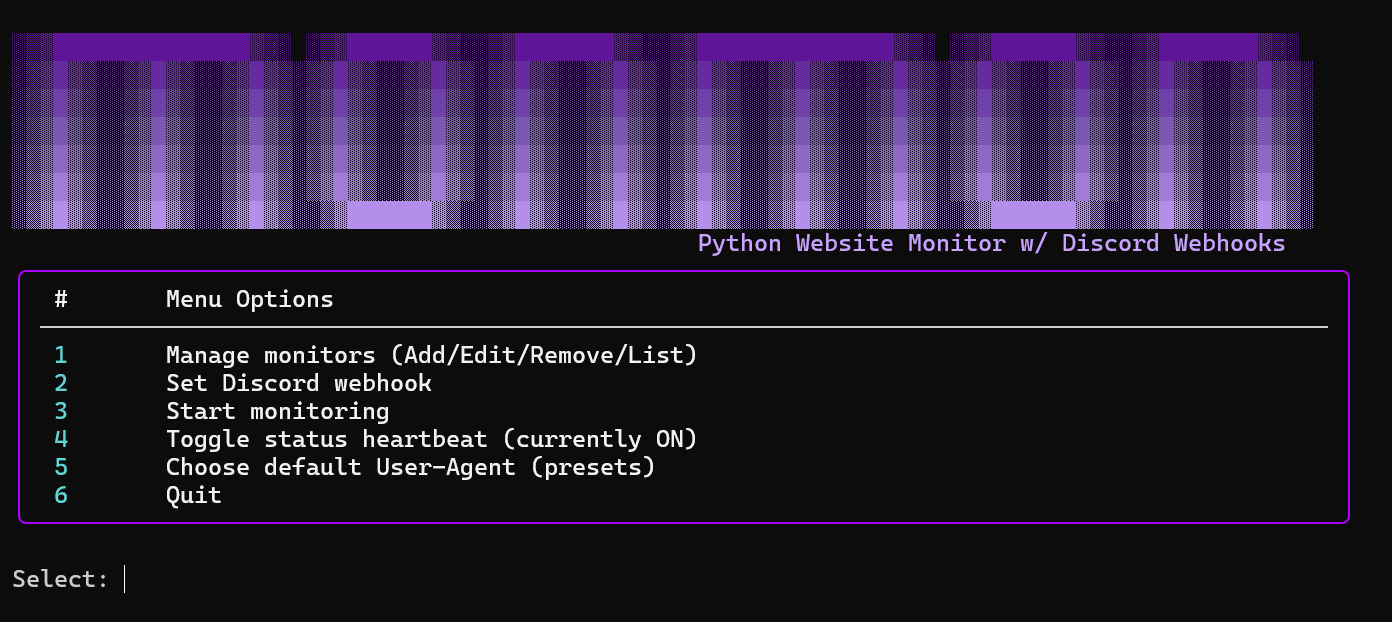 Python Website Monitor w/ Discord Webhooks
# Menu Options
1 Manage monitors (Add/Edit/Remove/List)
2 Set Discord webhook
3 Start monitoring
4 Toggle status heartbeat (currently ON)
5 Choose default User-Agent (presets)
6 Quit
Select: